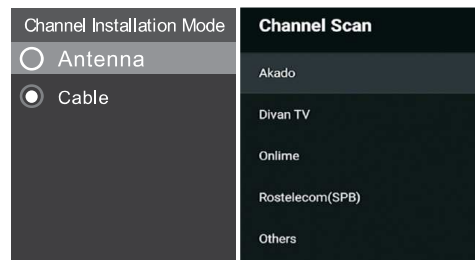 Channel Installation Mode
Antenna
Cable
Channel Scan
Akado
Divan TV
Onlime
Rostelecom(SPB)
Others